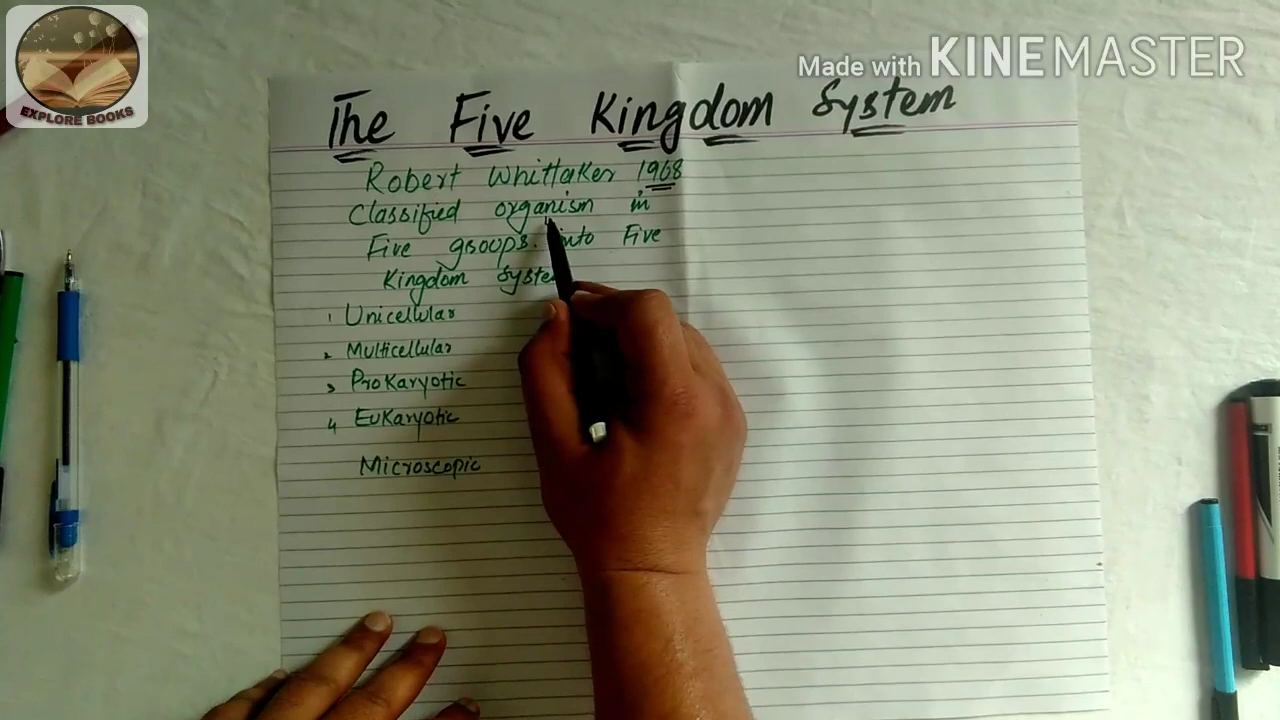 EXPLORE BOOKS
Made with KINEMASTER
The Five Kingdom System
Robert Whittaker 1968
Classified organism in
Five groups. into Five
Kingdom System
1 Unicellular
2 Multicellular
3 Prokaryotic
4 Eukaryotic
Microscopic